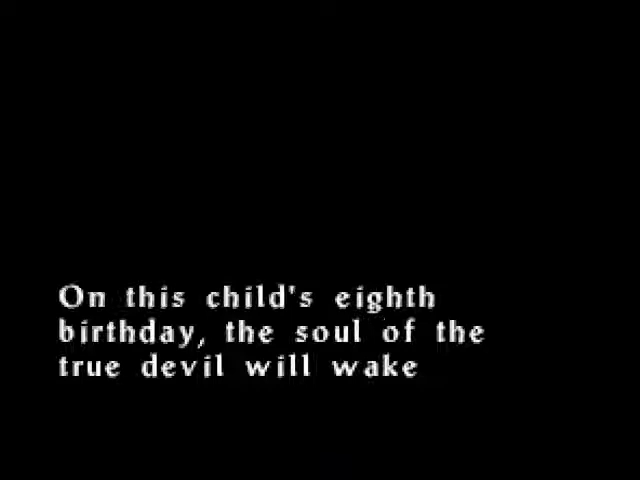 On this child's eighth
birthday, the soul of the
true devil will wake